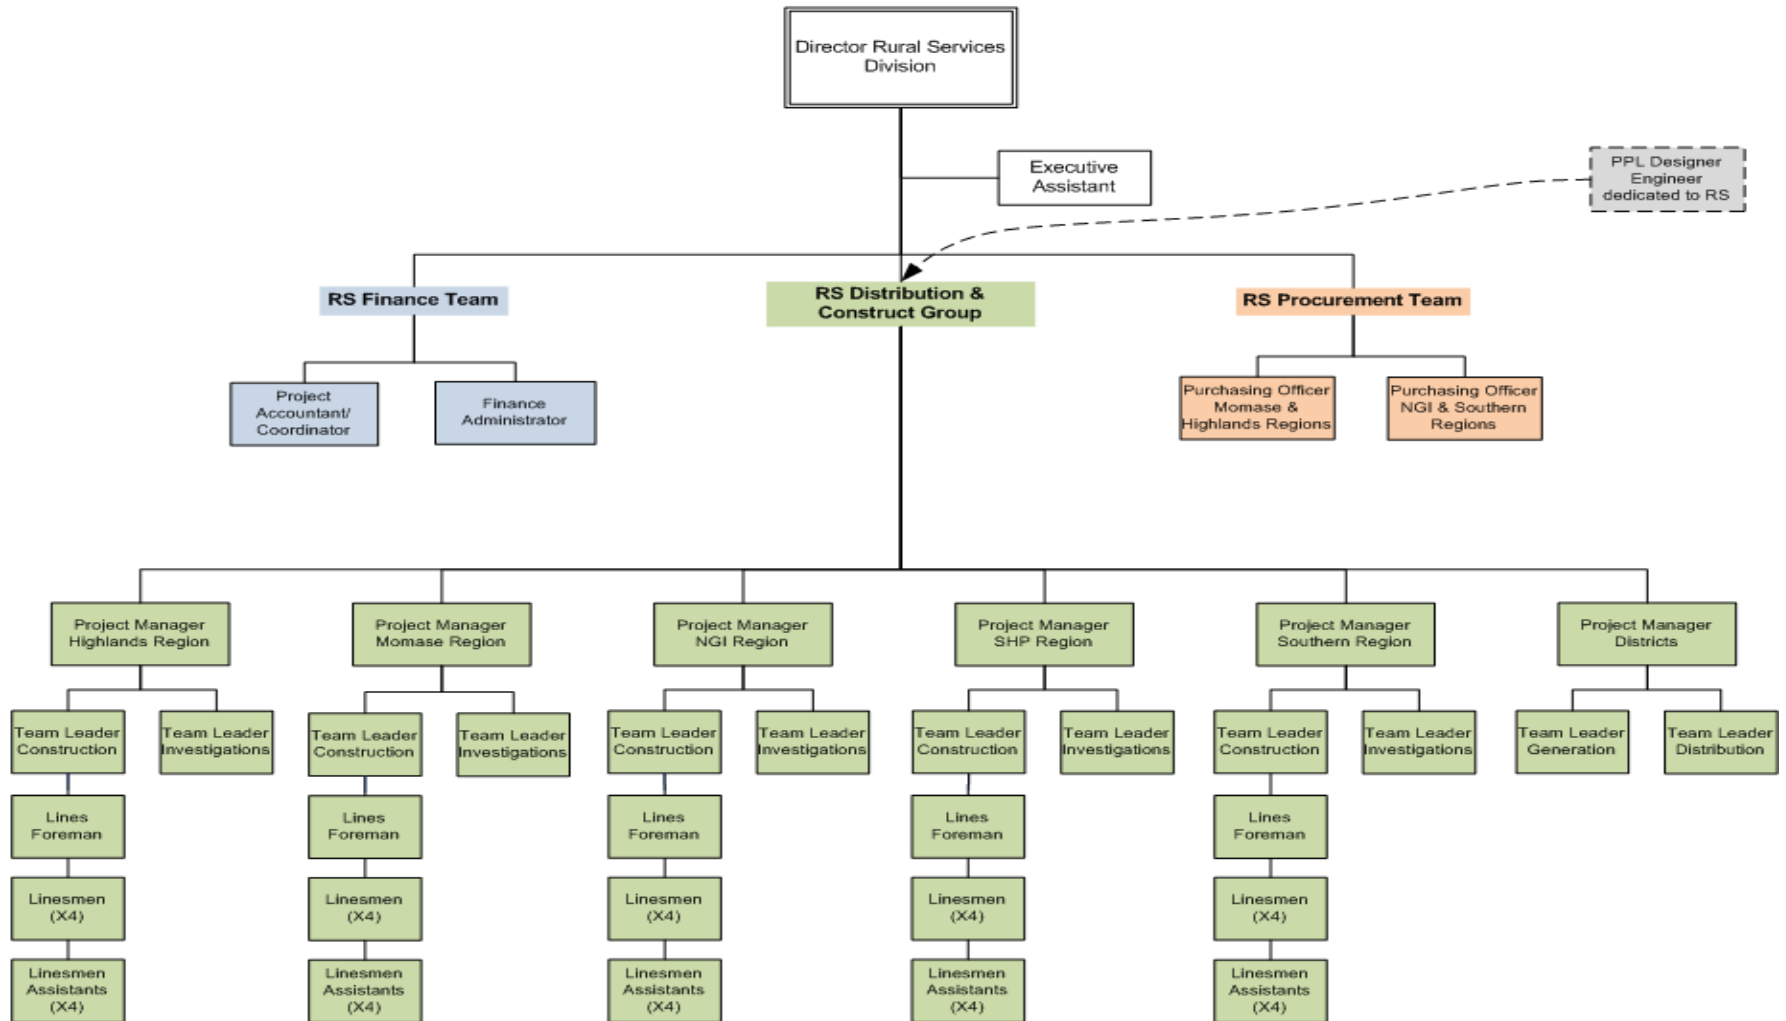 Director Rural Services
Division
Executive
Assistant
PPL Designer
Engineer
dedicated to RS
RS Finance Team
RS Distribution &
Construct Group
RS Procurement Team
Project
Accountant/
Coordinator
Finance
Administrator
Purchasing Officer
Momase &
Highlands Regions
Purchasing Officer
NGI & Southern
Regions
Project Manager
Highlands Region
Project Manager
Momase Region
Project Manager
NGI Region
Project Manager
SHP Region
Project Manager
Southern Region
Project Manager
Districts
Team Leader
Construction
Team Leader
Investigations
Team Leader
Construction
Team Leader
Investigations
Team Leader
Construction
Team Leader
Investigations
Team Leader
Construction
Team Leader
Investigations
Team Leader
Construction
Team Leader
Investigations
Team Leader
Generation
Team Leader
Distribution
Lines
Foreman
Lines
Foreman
Lines
Foreman
Lines
Foreman
Lines
Foreman
Linesmen
(X4)
Linesmen
(X4)
Linesmen
(X4)
Linesmen
(X4)
Linesmen
(X4)
Linesmen
Assistants
(X4)
Linesmen
Assistants
(X4)
Linesmen
Assistants
(X4)
Linesmen
Assistants
(X4)
Linesmen
Assistants
(X4)